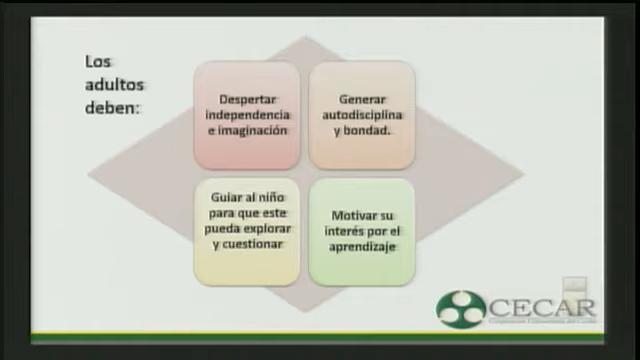 Los
adultos
deben:
Despertar
independencia
e imaginación
Generar
autodisciplina
y bondad.
Guiar al niño
para que este
pueda explorar
y cuestionar
Motivar su
interés por el
aprendizaje
CECAR